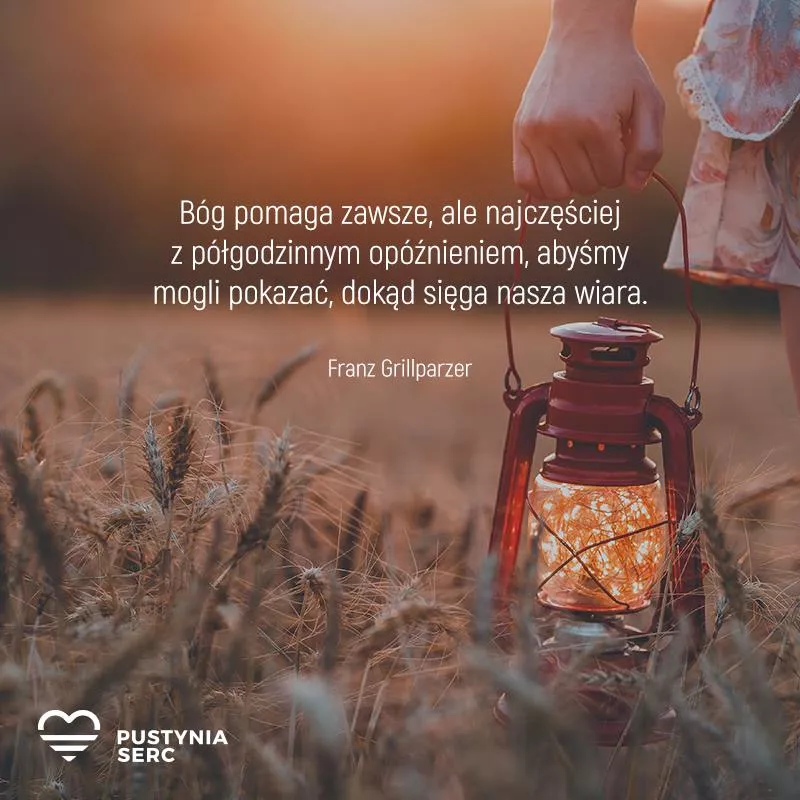 Bóg pomaga zawsze, ale najczęściej
z półgodzinnym opóźnieniem, abyśmy
mogli pokazać, dokąd sięga nasza wiara.
Franz Grillparzer
PUSTYNIA
SERC